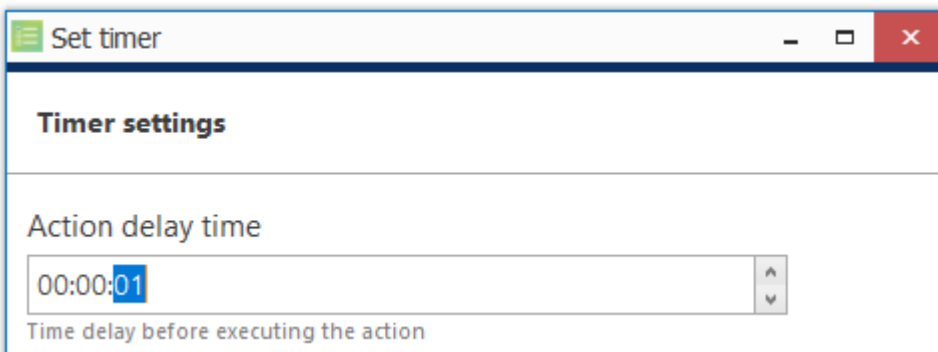 Set timer
Timer settings
Action delay time
00:00:01
Time delay before executing the action